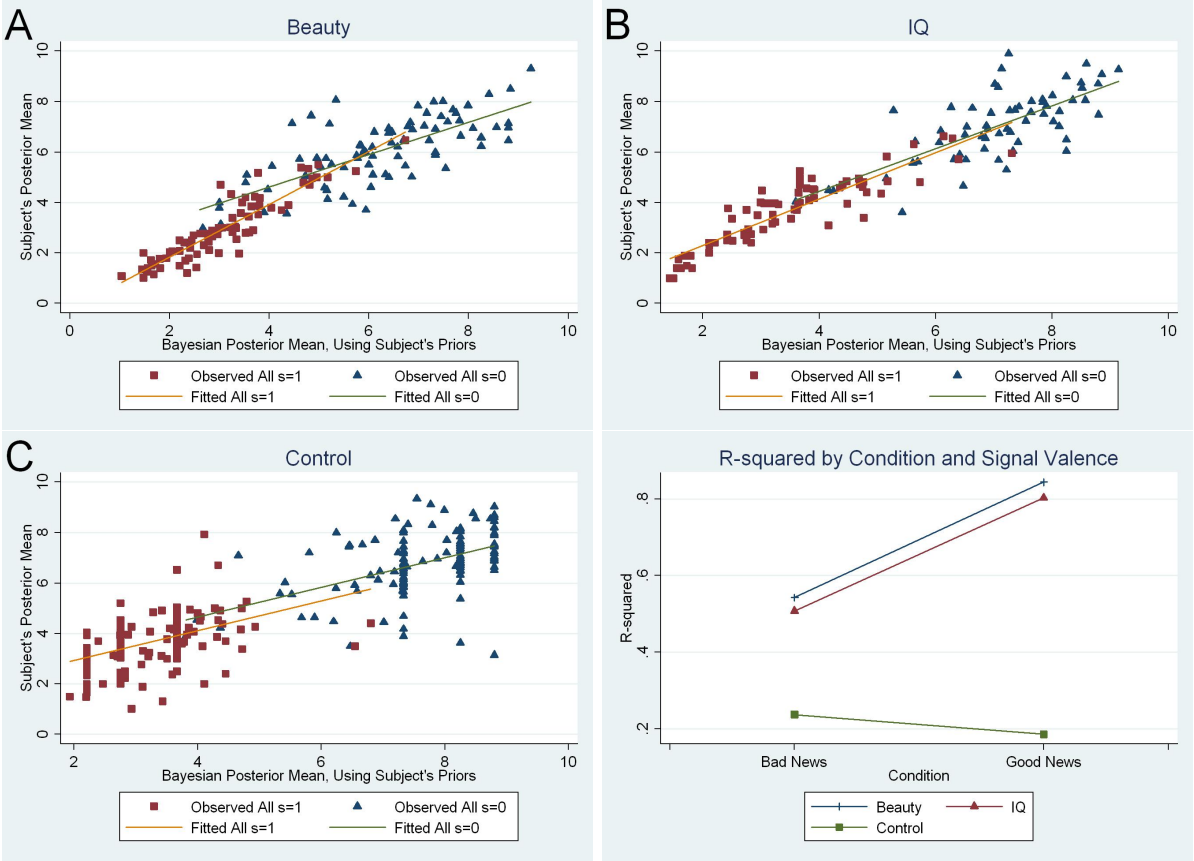 A
Beauty
Subject's Posterior Mean
0 2 4 6 8 10
0 2 4 6 8 10
Bayesian Posterior Mean, Using Subject's Priors
Observed All s=1 Observed All s=0
Fitted All s=1 Fitted All s=0
B
IQ
Subject's Posterior Mean
0 2 4 6 8 10
2 4 6 8 10
Bayesian Posterior Mean, Using Subject's Priors
Observed All s=1 Observed All s=0
Fitted All s=1 Fitted All s=0
C
Control
Subject's Posterior Mean
0 2 4 6 8 10
2 4 6 8 10
Bayesian Posterior Mean, Using Subject's Priors
Observed All s=1 Observed All s=0
Fitted All s=1 Fitted All s=0
R-squared by Condition and Signal Valence
R-squared
.2 .4 .6 .8
Bad News Good News
Condition
Beauty IQ
Control